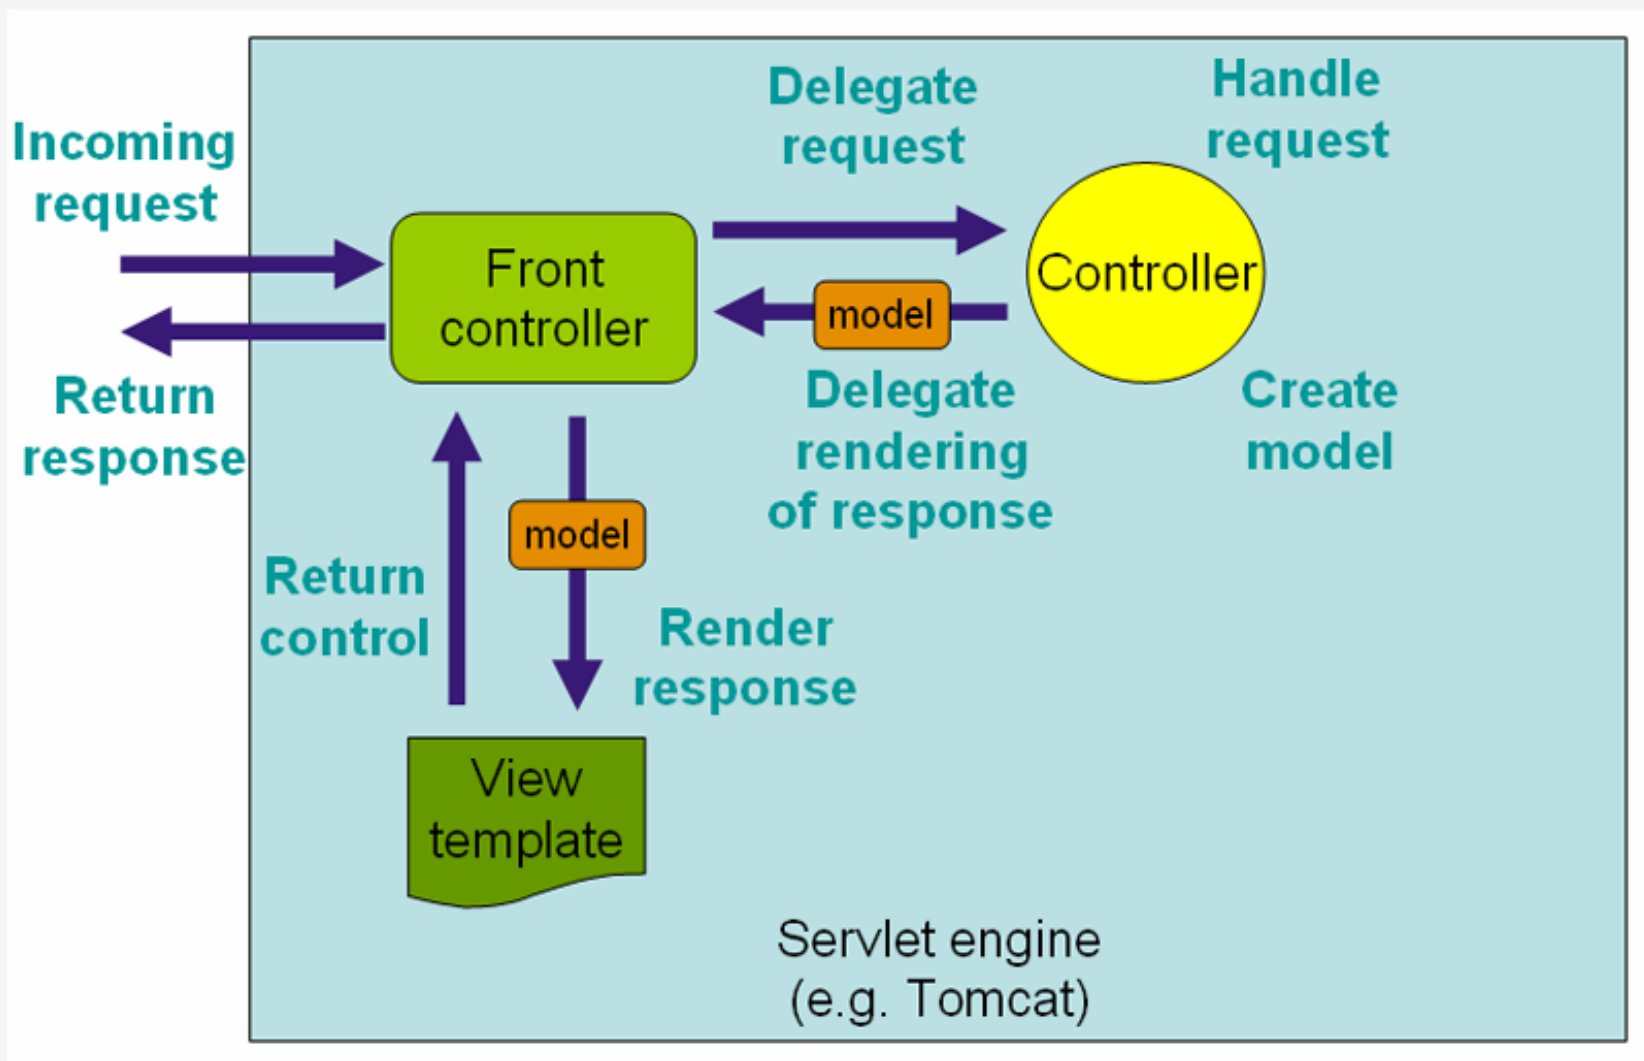 Incoming
request
Return
response
Delegate
request
Handle
request
Front
controller
Controller
model
Delegate
rendering
of response
Create
model
model
Return
control
Render
response
View
template
Servlet engine
(e.g. Tomcat)